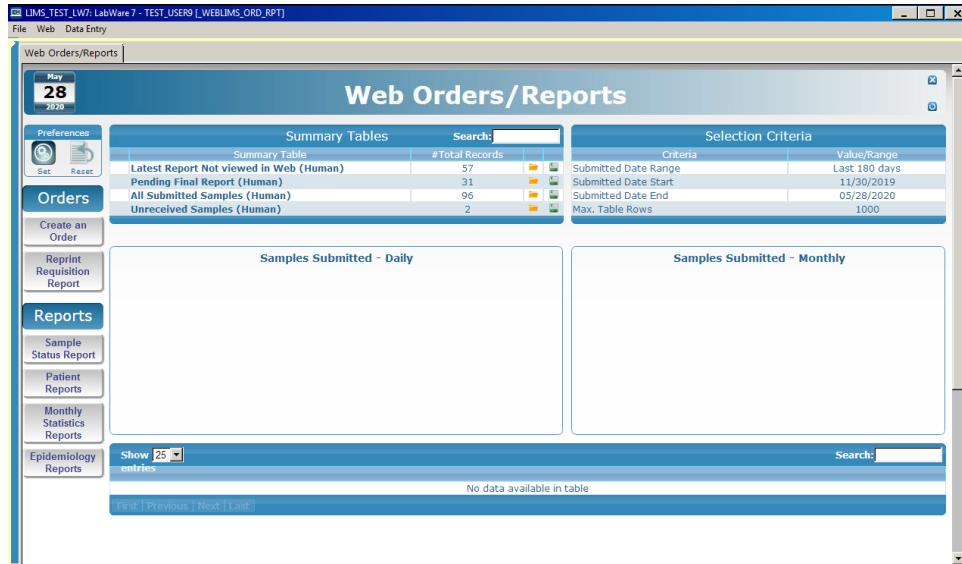 LIMS_TEST_LW7: LabWare 7 - TEST_USER9 [_WEBLIMS_ORD_RPT]
File Web Data Entry
Web Orders/Reports
May
28
2020
Web Orders/Reports
Preferences
Set Reset
Orders
Create an
Order
Reprint
Requisition
Report
Reports
Sample
Status Report
Patient
Reports
Monthly
Statistics
Reports
Epidemiology
Reports
Summary Tables Search:
Summary Table #Total Records
Latest Report Not viewed in Web (Human) 57
Pending Final Report (Human) 31
All Submitted Samples (Human) 96
Unreceived Samples (Human) 2
Selection Criteria
Criteria Value/Range
Submitted Date Range Last 180 days
Submitted Date Start 11/30/2019
Submitted Date End 05/28/2020
Max. Table Rows 1000
Samples Submitted - Daily
Samples Submitted - Monthly
Show 25 Search:
entries
No data available in table
First Previous Next Last